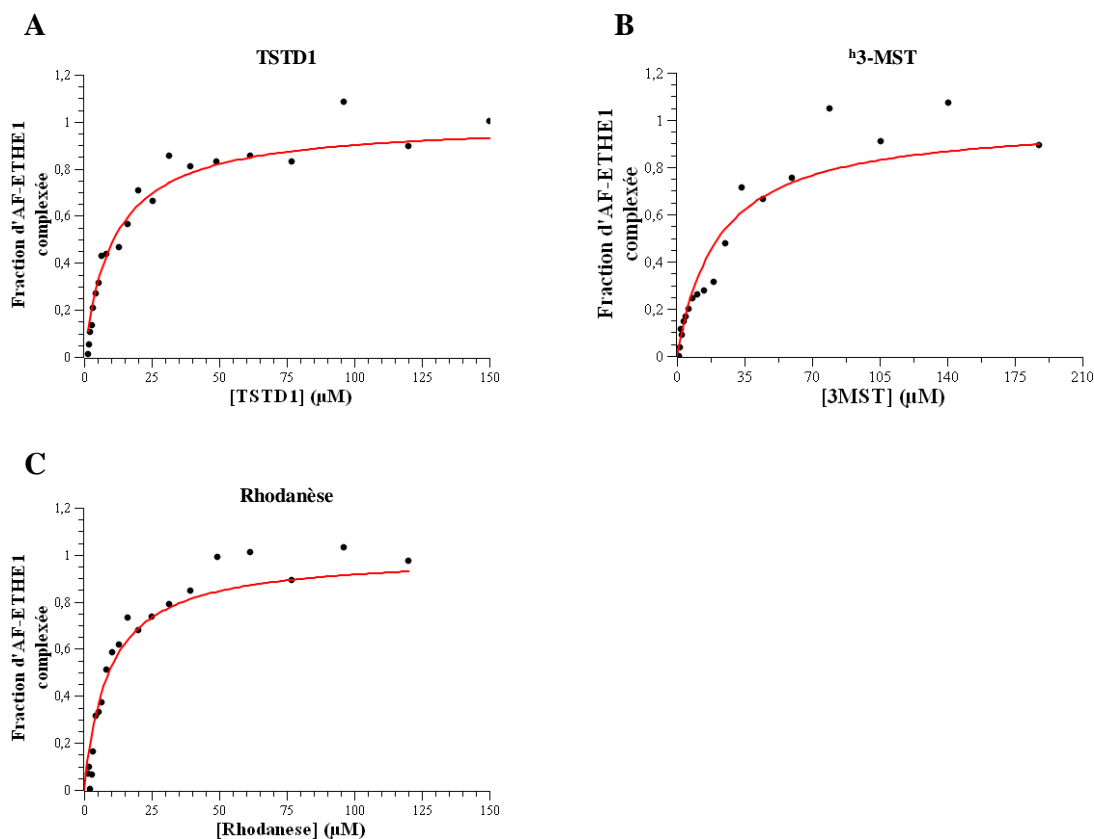 A
TSTD1
Fraction d'AF-ETHE1
complexée
1,2
1
0,8
0,6
0,4
0,2
0
0
25
50
75
100
125
150
[TSTD1] (µM)
B
h3-MST
Fraction d'AF-ETHE1
complexée
1,2
1
0,8
0,6
0,4
0,2
0
0
35
70
105
140
175
210
[3MST] (µM)
C
Rhodanèse
Fraction d'AF-ETHE1
complexée
1,2
1
0,8
0,6
0,4
0,2
0
0
25
50
75
100
125
150
[Rhodanese] (µM)